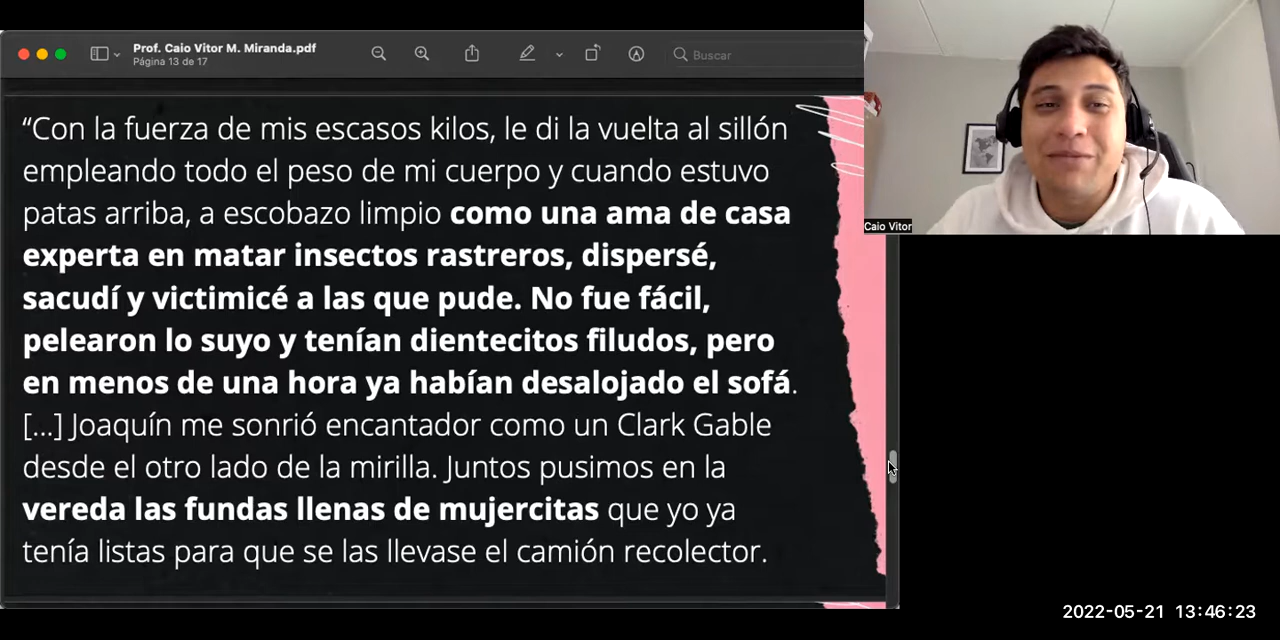 Prof. Caio Vitor M. Miranda.pdf
Página 13 de 17
Buscar
“Con la fuerza de mis escasos kilos, le di la vuelta al sillón
empleando todo el peso de mi cuerpo y cuando estuvo
patas arriba, a escobazo limpio como una ama de casa
experta en matar insectos rastreros, dispersé,
sacudí y victimicé a las que pude. No fue fácil,
pelearon lo suyo y tenían dientecitos filudos, pero
en menos de una hora ya habían desalojado el sofá.
[...] Joaquín me sonrió encantador como un Clark Gable
desde el otro lado de la mirilla. Juntos pusimos en la
vereda las fundas llenas de mujercitas que yo ya
tenía listas para que se las llevase el camión recolector.
Caio Vitor
2022-05-21 13:46:23